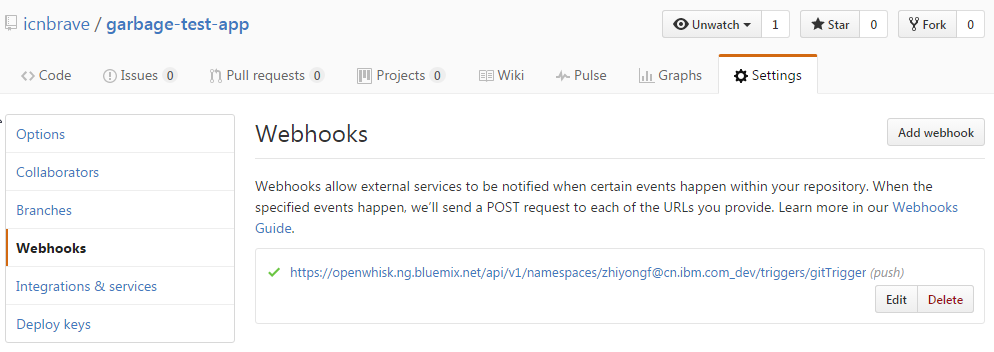 icnbrave / garbage-test-app
Unwatch 1 Star 0 Fork 0
Code Issues 0 Pull requests 0 Projects 0 Wiki Pulse Graphs Settings
Options
Collaborators
Branches
Webhooks
Integrations & services
Deploy keys
Webhooks
Add webhook
Webhooks allow external services to be notified when certain events happen within your repository. When the
specified events happen, we’ll send a POST request to each of the URLs you provide. Learn more in our Webhooks
Guide.
https://openwhisk.ng.bluemix.net/api/v1/namespaces/zhiyongf@cn.ibm.com_dev/triggers/gitTrigger (push)
Edit Delete